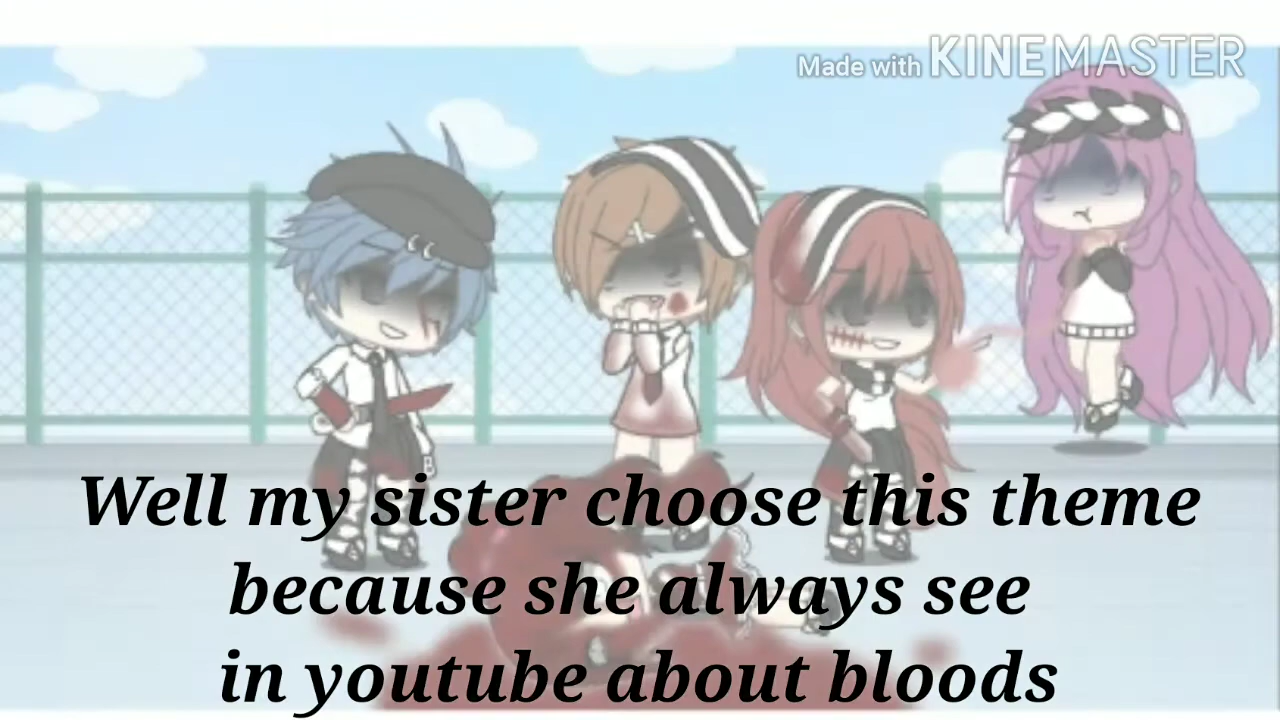 Made with KINEMASTER
Well my sister choose this theme
because she always see
in youtube about bloods